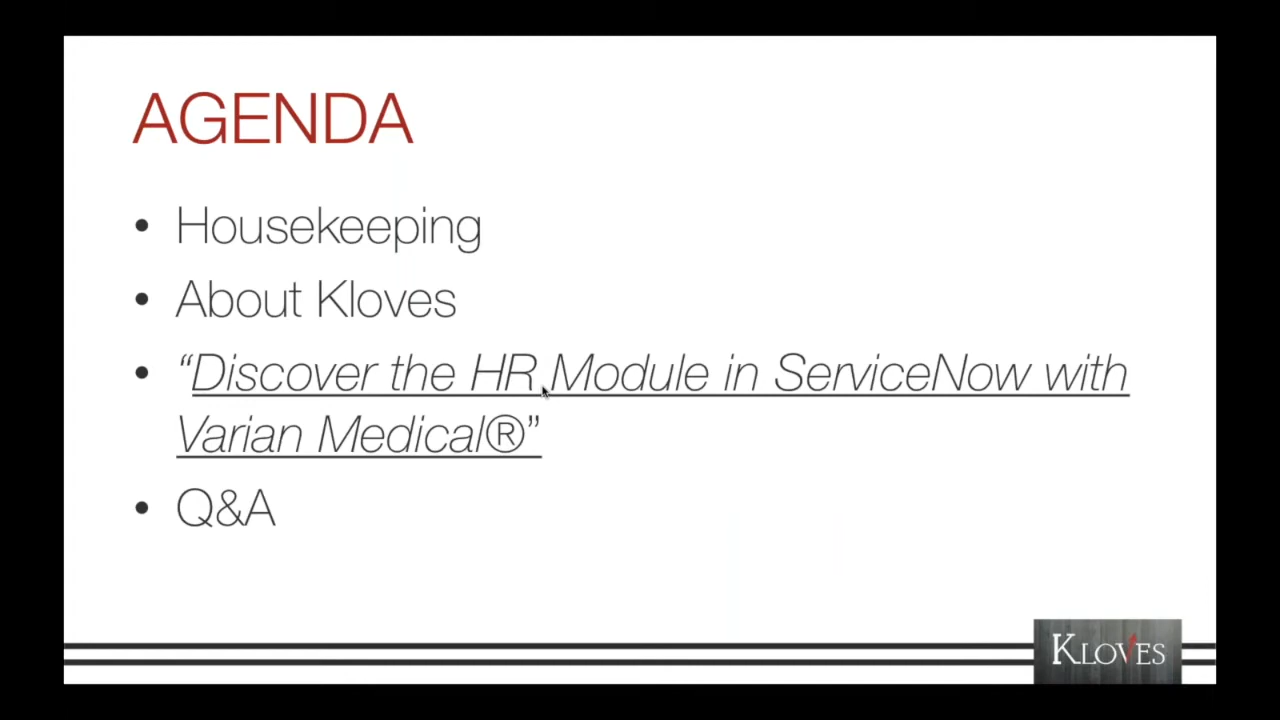 AGENDA
• Housekeeping
• About Kloves
• “Discover the HR Module in ServiceNow with
Varian Medical®”
• Q&A
KLOVES